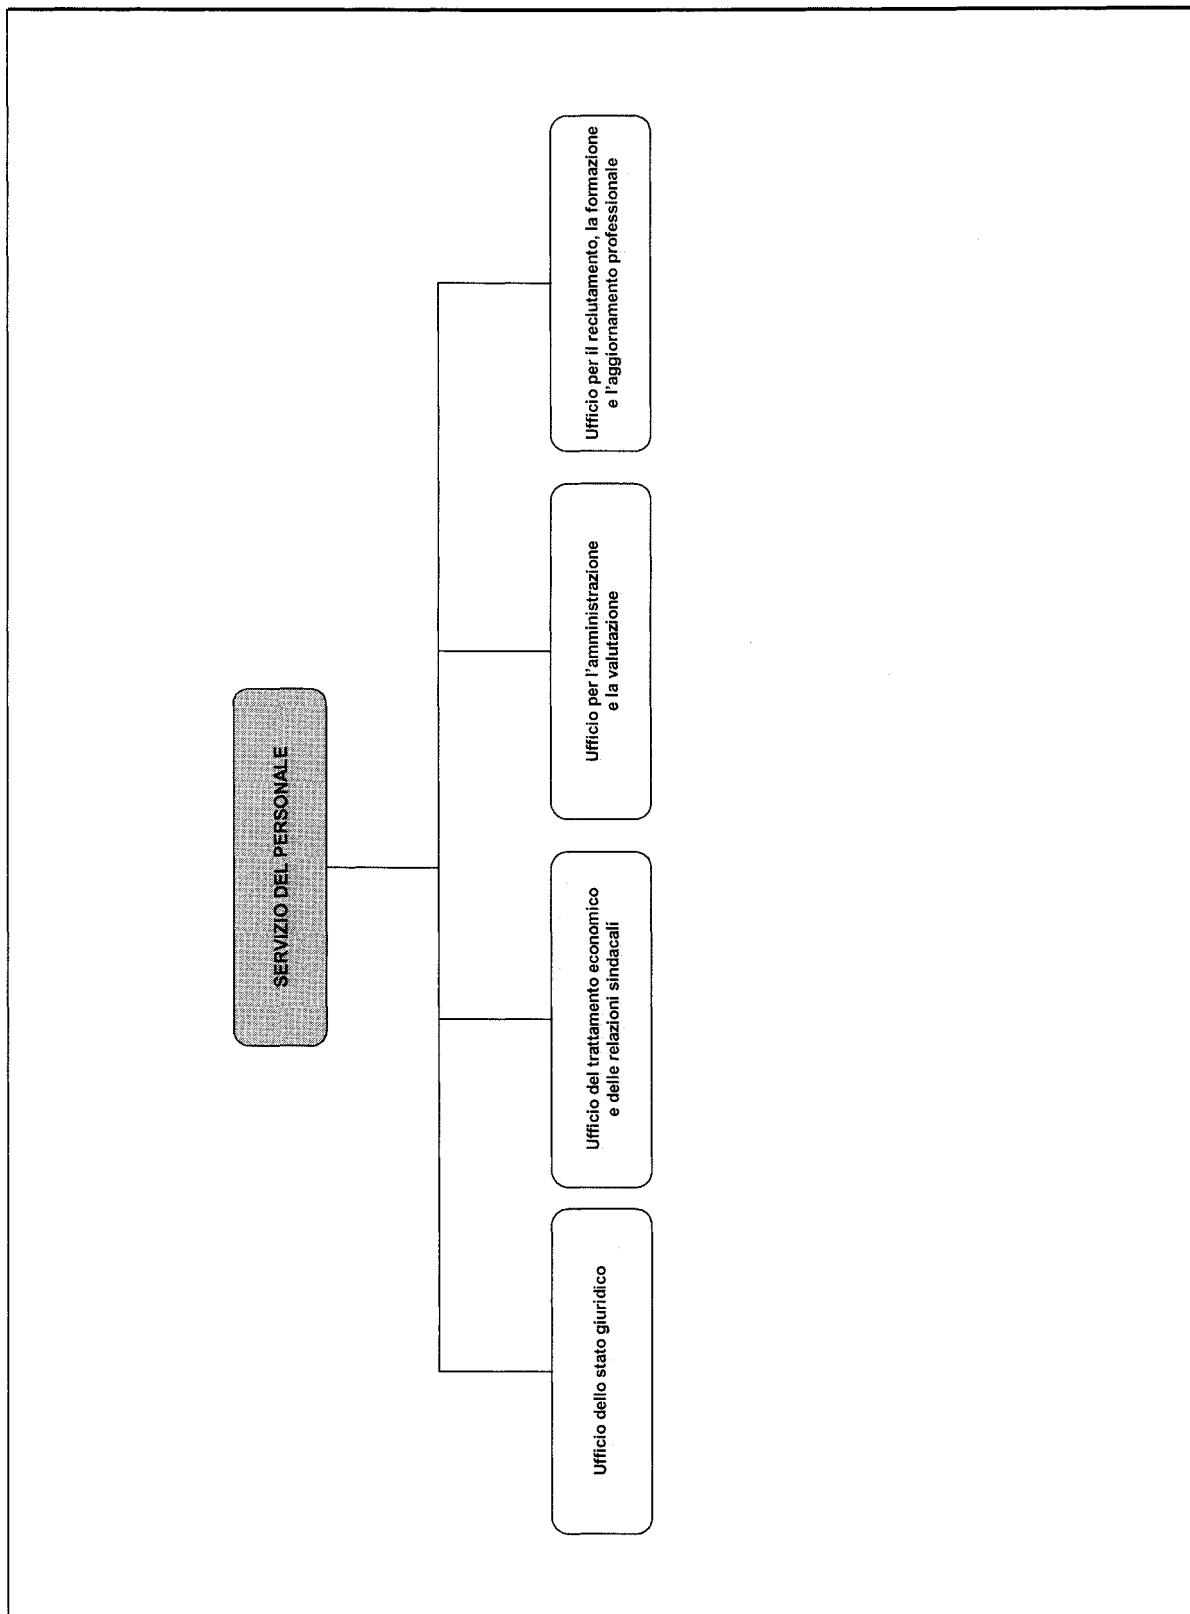 SERVIZIO DEL PERSONALE
Ufficio dello stato giuridico
Ufficio del trattamento economico
e delle relazioni sindacali
Ufficio per l'amministrazione
e la valutazione
Ufficio per il reclutamento, la formazione
e l'aggiornamento professionale